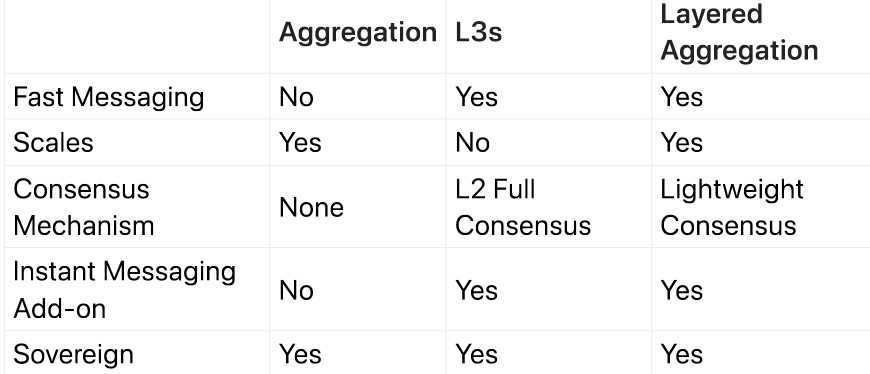 Aggregation L3s Layered Aggregation
Fast Messaging No Yes Yes
Scales Yes No Yes
Consensus Mechanism None L2 Full Consensus Lightweight Consensus
Instant Messaging Add-on No Yes Yes
Sovereign Yes Yes Yes